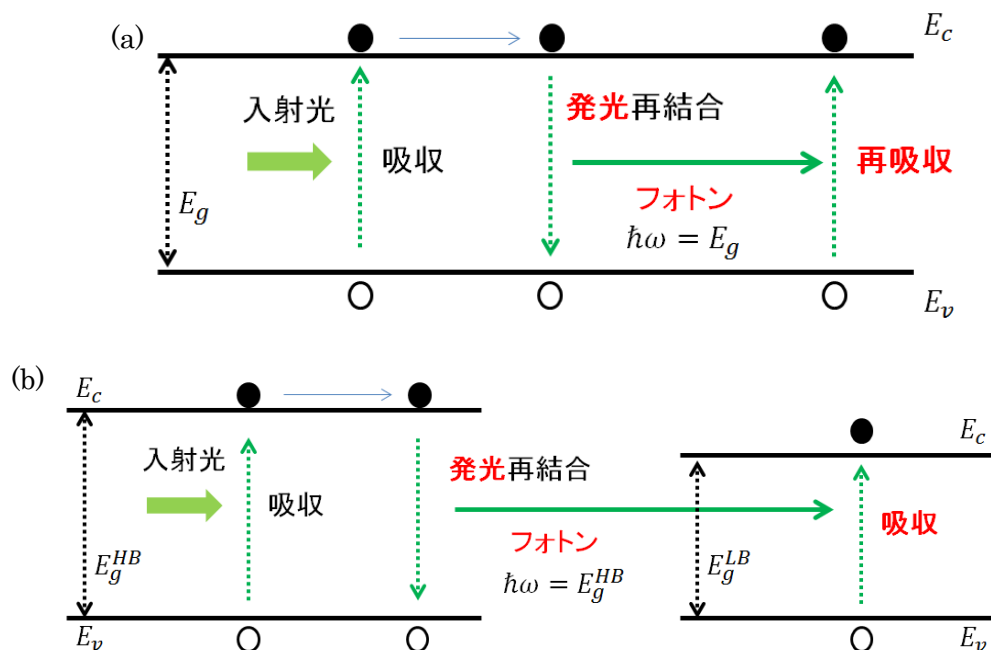 (a)
E_c
入射光
発光再結合
吸収
再吸収
E_g
フォトン
ℏω = E_g
E_v
(b)
E_c
入射光
発光再結合
E_c
吸収
吸収
フォトン
E_g^{HB}
ℏω = E_g^{HB}
E_g^{LB}
E_v
E_v